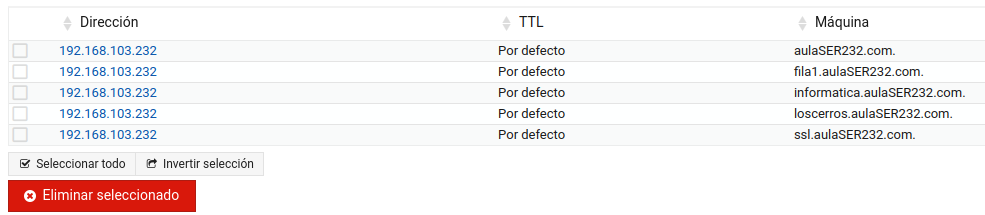 Dirección TTL Máquina
192.168.103.232 Por defecto aulaSER232.com.
192.168.103.232 Por defecto fila1.aulaSER232.com.
192.168.103.232 Por defecto informatica.aulaSER232.com.
192.168.103.232 Por defecto loscerros.aulaSER232.com.
192.168.103.232 Por defecto ssl.aulaSER232.com.
Seleccionar todo Invertir selección
Eliminar seleccionado